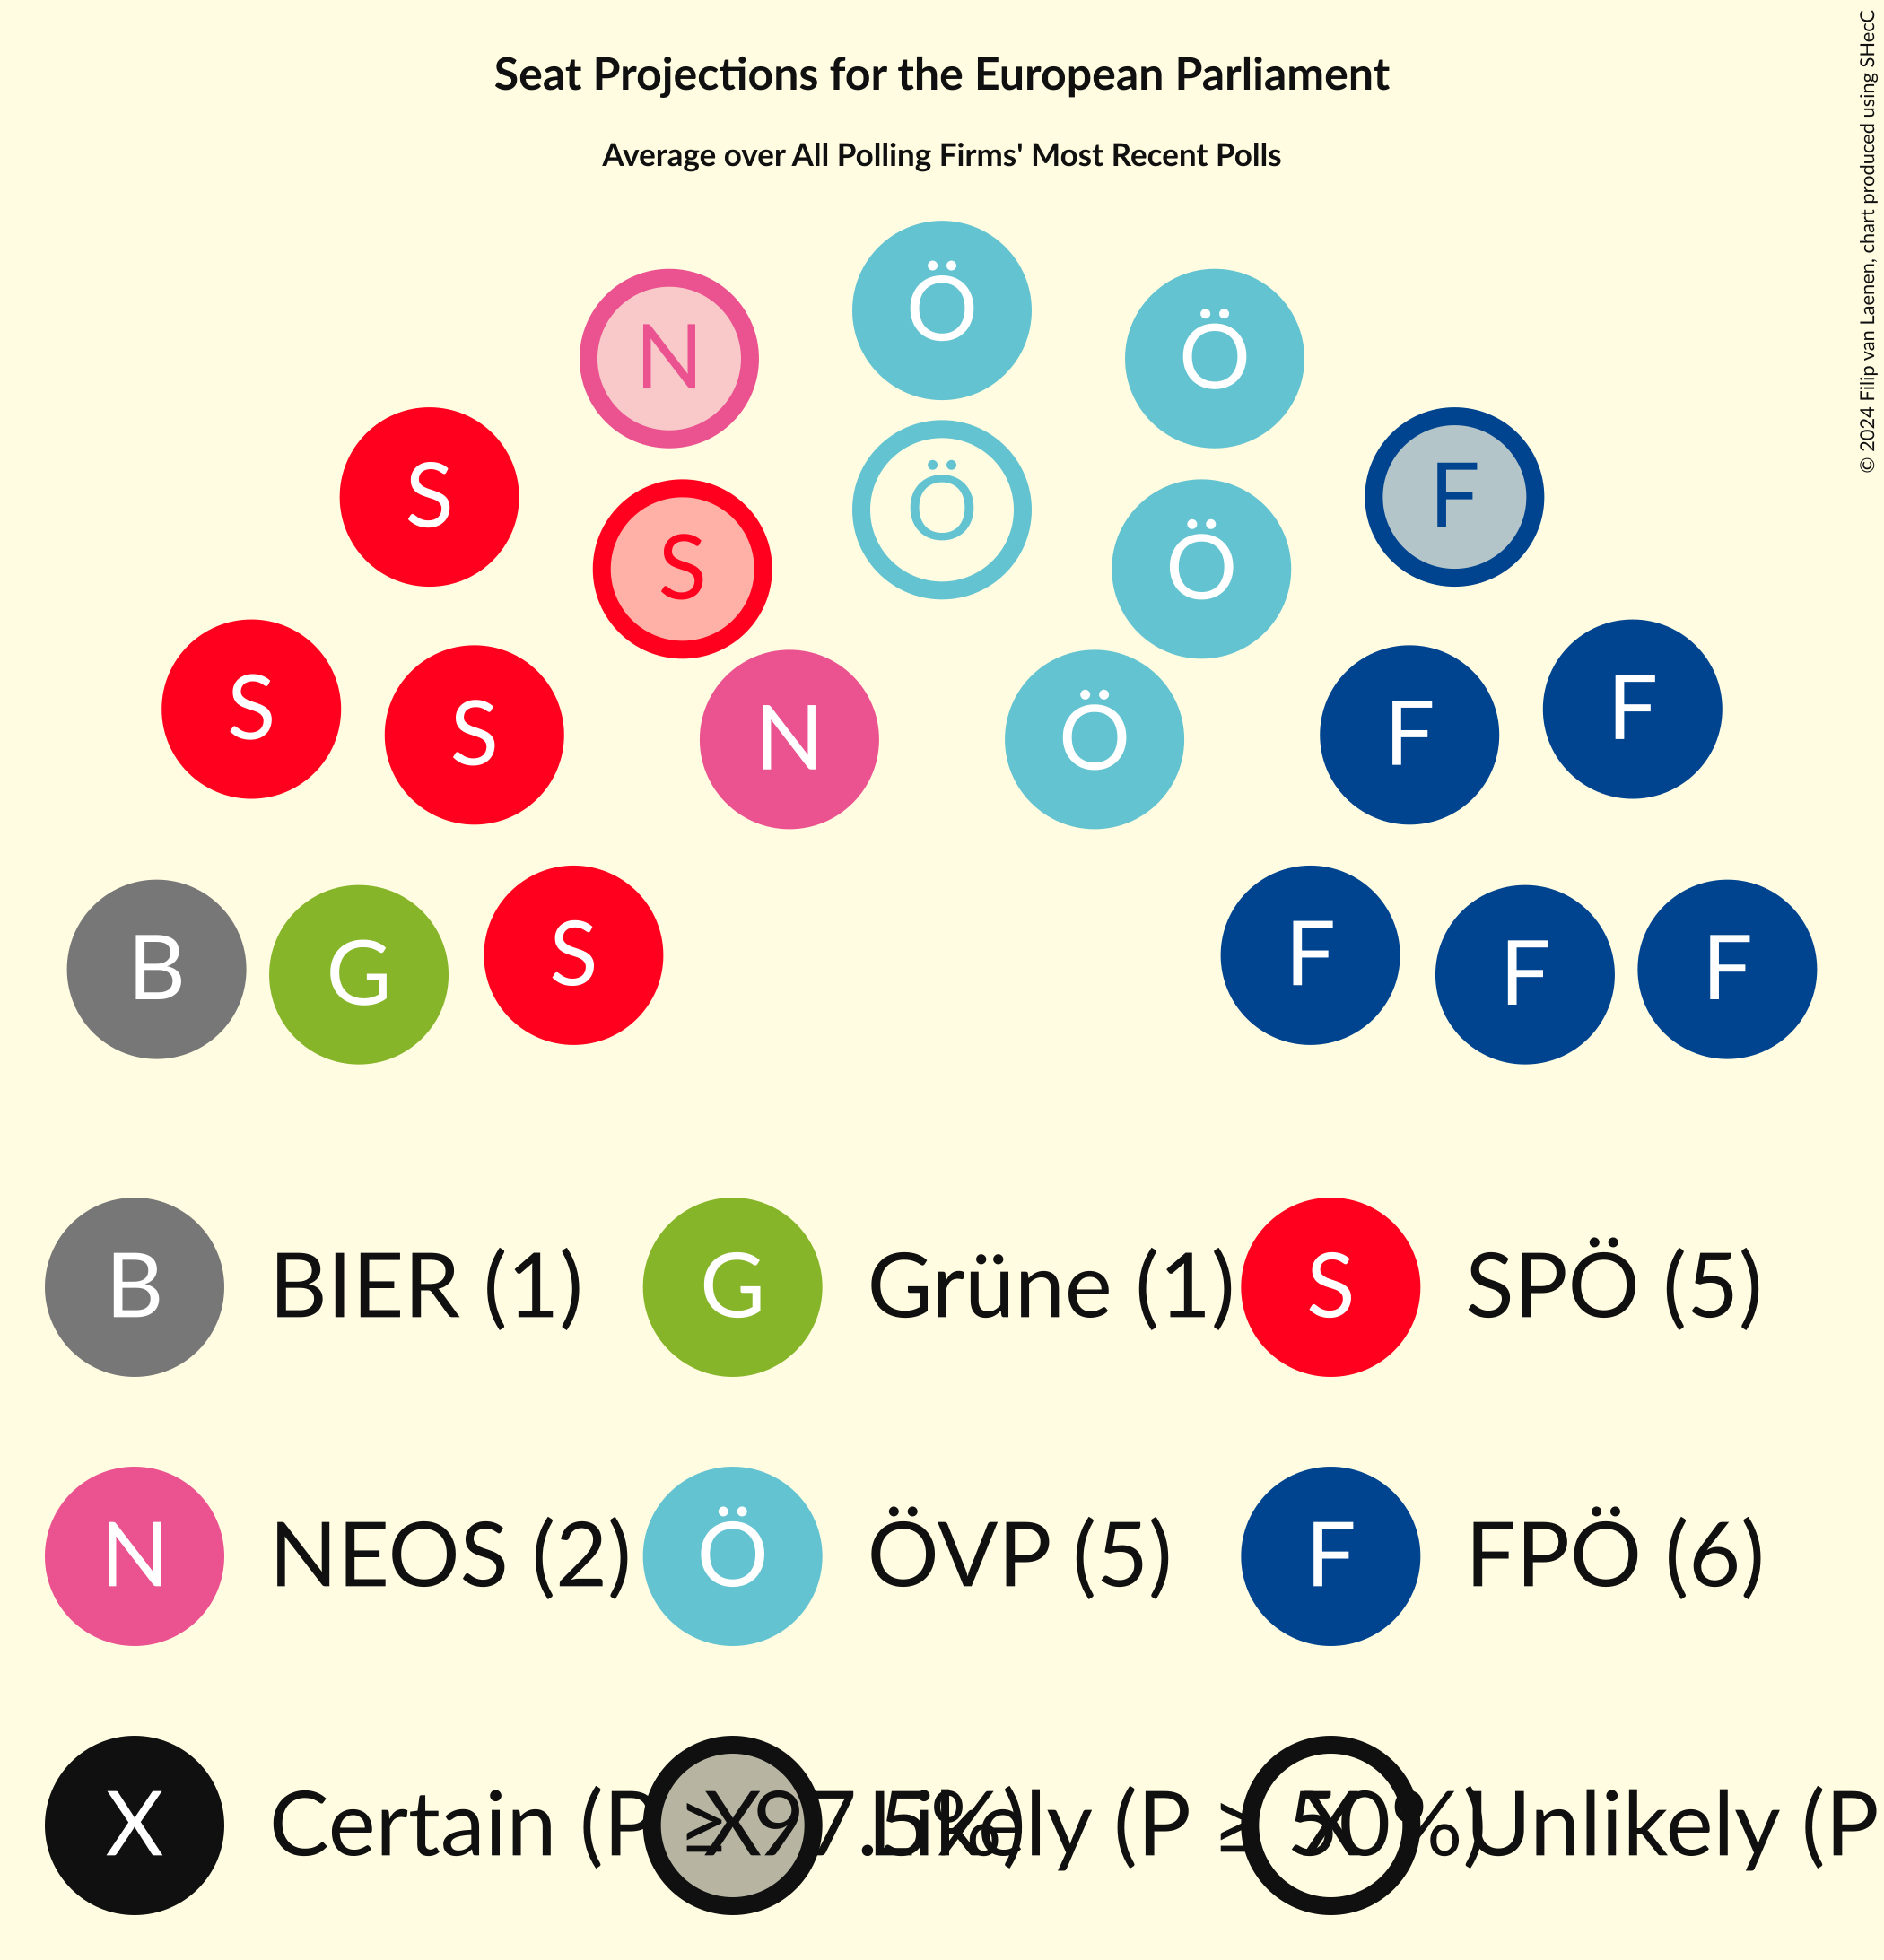 Seat Projections for the European Parliament
Average over All Polling Firms' Most Recent Polls
© 2024 Filip van Laenen, chart produced using SHecC
Ö
N Ö
S F
Ö
S Ö
S F
S F
N Ö
B F
G F
S F
B BIER (1) G Grüne (1) S SPÖ (5)
N NEOS (2) Ö ÖVP (5) F FPÖ (6)
X Certain (P ≥ 97.5%) X Likely (P ≥ 50%) X Unlikely (P